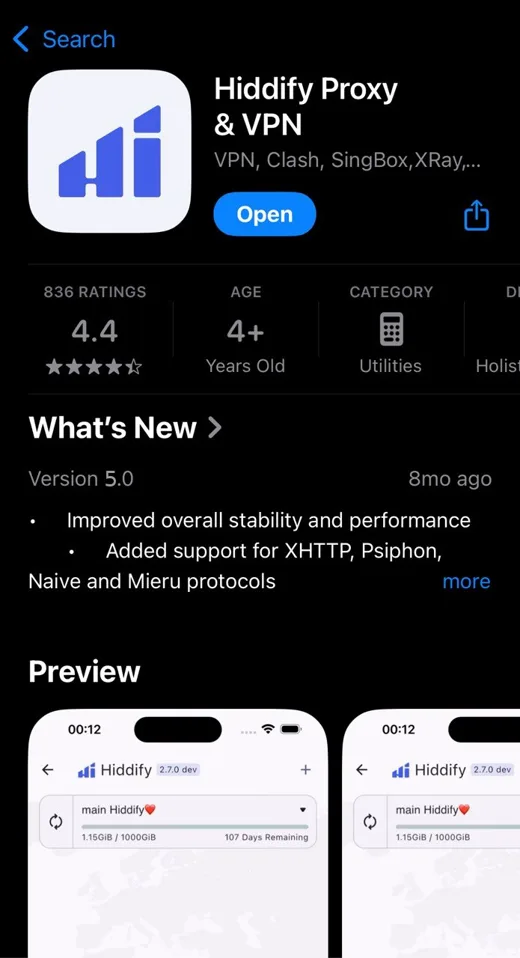 Search
Hiddify Proxy
& VPN
VPN, Clash, SingBox,XRay,...
Open
836 RATINGS
4.4
AGE
4+
Years Old
CATEGORY
Utilities
What's New
Version 5.0
8mo ago
• Improved overall stability and performance
• Added support for XHTTP, Psiphon,
Naive and Mieru protocols
more
Preview
00:12
Hiddify 2.7.0 dev
main Hiddify❤️
1.15GiB / 1000GiB
107 Days Remaining
00:12
Hiddify 2.7.0 dev
main Hiddify❤️
1.15GiB / 1000GiB